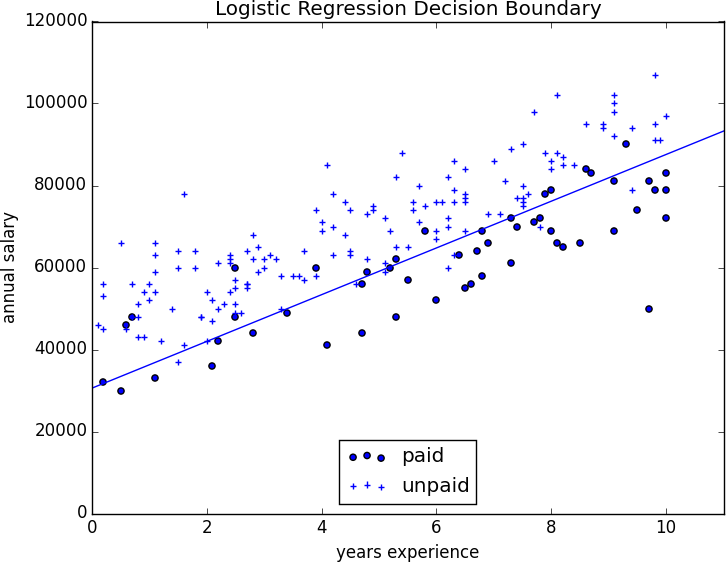 Logistic Regression Decision Boundary
120000
100000
80000
60000
40000
20000
0
annual salary
0 2 4 6 8 10
years experience
paid
unpaid